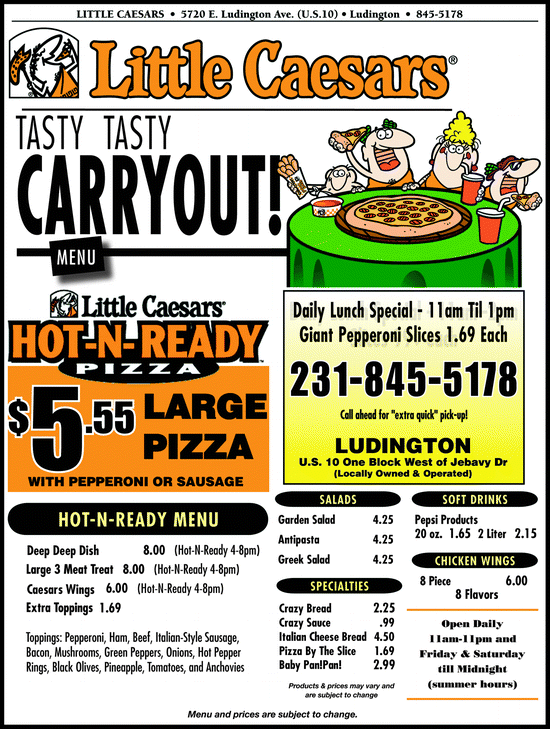 LITTLE CAESARS • 5720 E. Ludington Ave. (U.S.10) • Ludington • 845-5178
Little Caesars®
TASTY TASTY
CARRYOUT!
MENU
Little Caesars®
HOT-N-READY™
PIZZA
$5.55 LARGE
PIZZA
WITH PEPPERONI OR SAUSAGE
Daily Lunch Special - 11am Til 1pm
Giant Pepperoni Slices 1.69 Each
231-845-5178
Call ahead for "extra quick" pick-up!
LUDINGTON
U.S. 10 One Block West of Jebavy Dr
(Locally Owned & Operated)
HOT-N-READY MENU
Deep Deep Dish 8.00 (Hot-N-Ready 4-8pm)
Large 3 Meat Treat 8.00 (Hot-N-Ready 4-8pm)
Caesars Wings 6.00 (Hot-N-Ready 4-8pm)
Extra Toppings 1.69
Toppings: Pepperoni, Ham, Beef, Italian-Style Sausage,
Bacon, Mushrooms, Green Peppers, Onions, Hot Pepper
Rings, Black Olives, Pineapple, Tomatoes, and Anchovies
SALADS
Garden Salad 4.25
Antipasta 4.25
Greek Salad 4.25
SPECIALTIES
Crazy Bread 2.25
Crazy Sauce .99
Italian Cheese Bread 4.50
Pizza By The Slice 1.69
Baby Pan!Pan! 2.99
Products & prices may vary and
are subject to change
SOFT DRINKS
Pepsi Products
20 oz. 1.65 2 Liter 2.15
CHICKEN WINGS
8 Piece 6.00
8 Flavors
Open Daily
11am-11pm and
Friday & Saturday
till Midnight
(summer hours)
Menu and prices are subject to change.